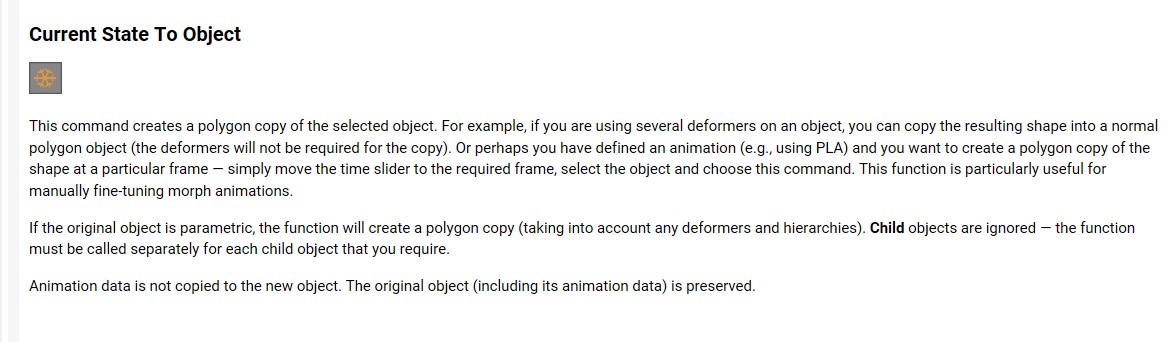 Current State To Object
This command creates a polygon copy of the selected object. For example, if you are using several deformers on an object, you can copy the resulting shape into a normal
polygon object (the deformers will not be required for the copy). Or perhaps you have defined an animation (e.g., using PLA) and you want to create a polygon copy of the
shape at a particular frame — simply move the time slider to the required frame, select the object and choose this command. This function is particularly useful for
manually fine-tuning morph animations.
If the original object is parametric, the function will create a polygon copy (taking into account any deformers and hierarchies). Child objects are ignored — the function
must be called separately for each child object that you require.
Animation data is not copied to the new object. The original object (including its animation data) is preserved.